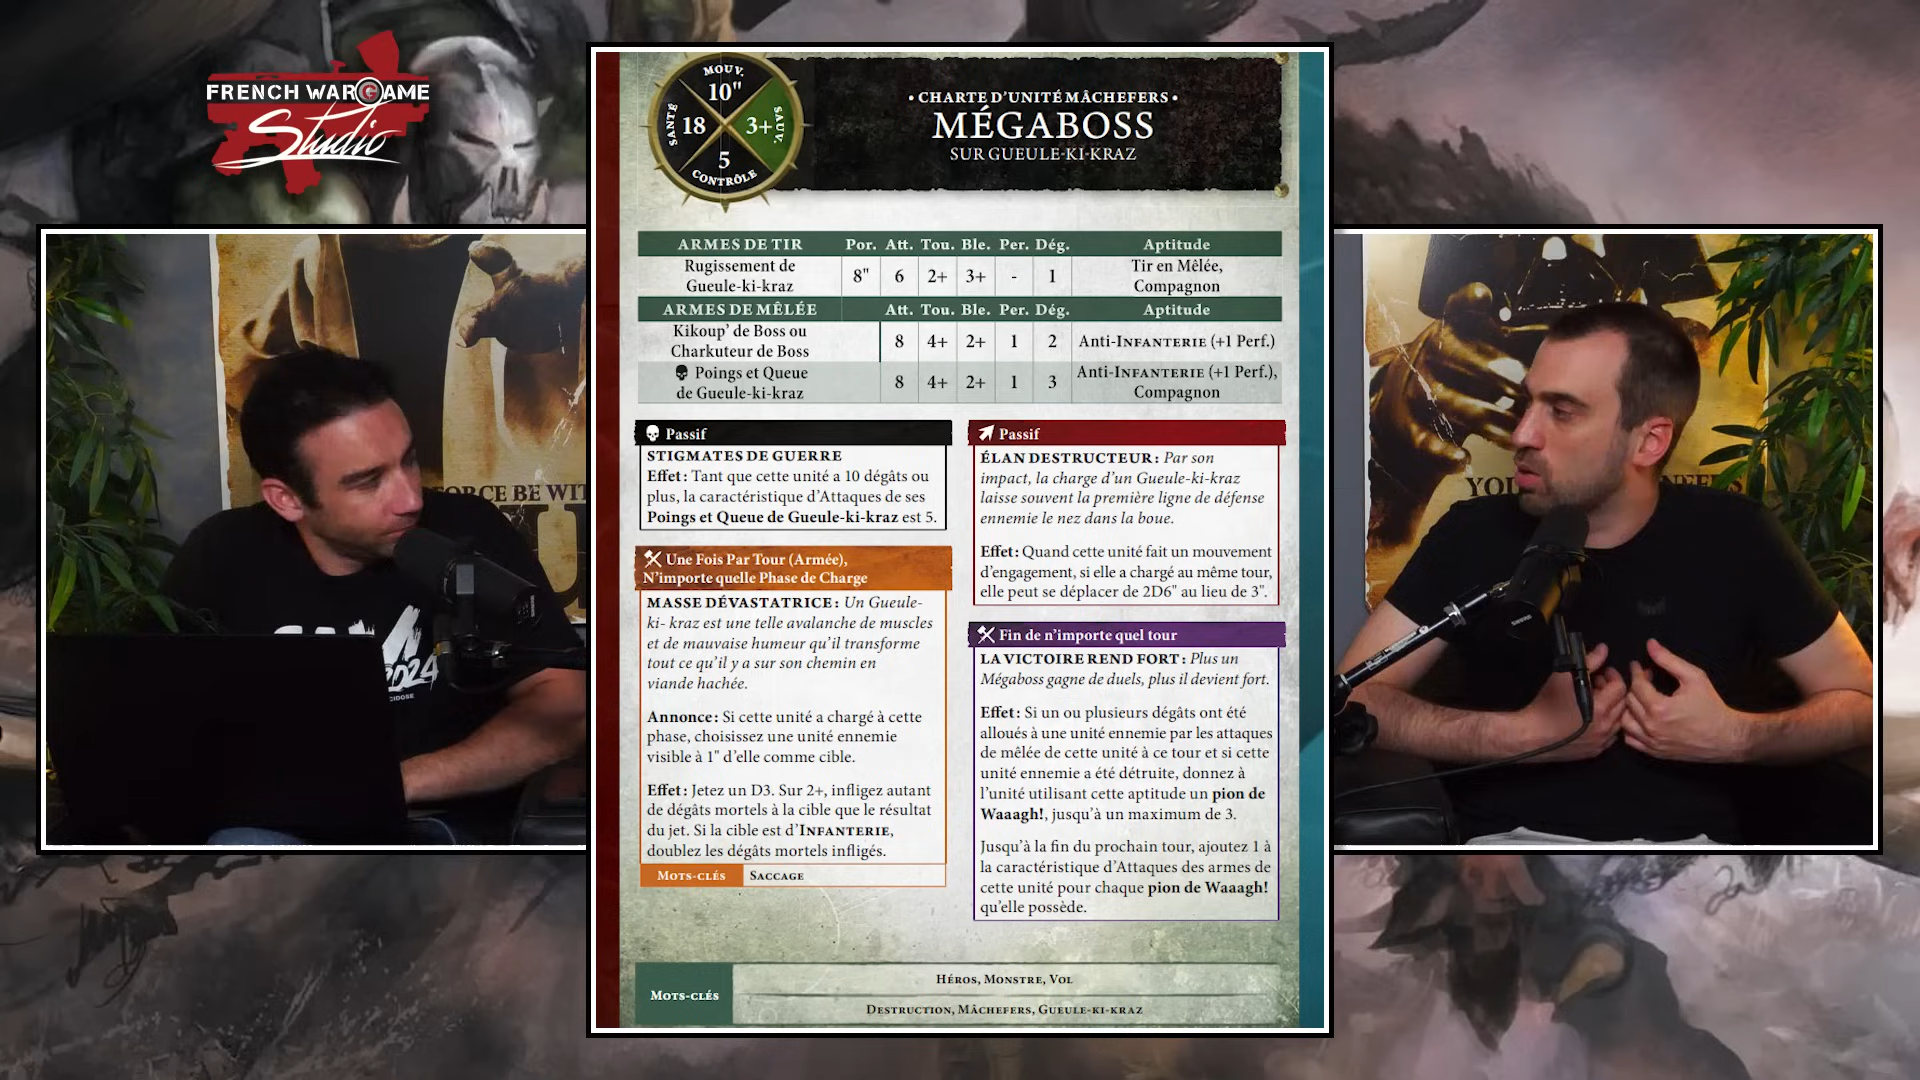 FRENCH WARGAME
Studio
MOUV.
10"
SANTÉ
18
3+
SAUV.
5
CONTRÔLE
• CHARTE D'UNITÉ MÂCHEFERS •
MÉGABOSS
SUR GUEULE-KI-KRAZ
ARMES DE TIR Por. Att. Tou. Ble. Per. Dég. Aptitude
Rugissement de
Gueule-ki-kraz 8" 6 2+ 3+ - 1 Tir en Mêlée,
Compagnon
ARMES DE MÊLÉE Att. Tou. Ble. Per. Dég. Aptitude
Kikoup' de Boss ou
Charkuteur de Boss 8 4+ 2+ 1 2 Anti-INFANTERIE (+1 Perf.)
Poings et Queue
de Gueule-ki-kraz 8 4+ 2+ 1 3 Anti-INFANTERIE (+1 Perf.),
Compagnon
Passif
STIGMATES DE GUERRE
Effet : Tant que cette unité a 10 dégâts ou
plus, la caractéristique d'Attaques de ses
Poings et Queue de Gueule-ki-kraz est 5.
Une Fois Par Tour (Armée),
N'importe quelle Phase de Charge
MASSE DÉVASTATRICE : Un Gueule-
ki- kraz est une telle avalanche de muscles
et de mauvaise humeur qu'il transforme
tout ce qu'il y a sur son chemin en
viande hachée.
Annonce : Si cette unité a chargé à cette
phase, choisissez une unité ennemie
visible à 1" d'elle comme cible.
Effet : Jetez un D3. Sur 2+, infligez autant
de dégâts mortels à la cible que le résultat
du jet. Si la cible est d'INFANTERIE,
doublez les dégâts mortels infligés.
MOTS-CLÉS SACCAGE
Passif
ÉLAN DESTRUCTEUR : Par son
impact, la charge d'un Gueule-ki-kraz
laisse souvent la première ligne de défense
ennemie le nez dans la boue.
Effet : Quand cette unité fait un mouvement
d'engagement, si elle a chargé au même tour,
elle peut se déplacer de 2D6" au lieu de 3".
Fin de n'importe quel tour
LA VICTOIRE REND FORT : Plus un
Mégaboss gagne de duels, plus il devient fort.
Effet : Si un ou plusieurs dégâts ont été
alloués à une unité ennemie par les attaques
de mêlée de cette unité à ce tour et si cette
unité ennemie a été détruite, donnez à
l'unité utilisant cette aptitude un pion de
Waaagh!, jusqu'à un maximum de 3.
Jusqu'à la fin du prochain tour, ajoutez 1 à
la caractéristique d'Attaques des armes de
cette unité pour chaque pion de Waaagh!
qu'elle possède.
MOTS-CLÉS
HÉROS, MONSTRE, VOL
DESTRUCTION, MÂCHEFERS, GUEULE-KI-KRAZ
2024